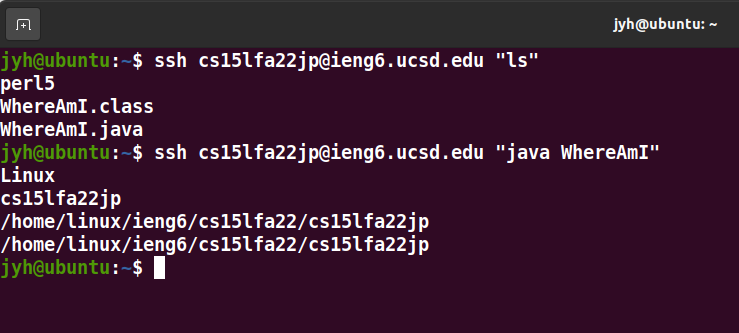 jyh@ubuntu: ~
jyh@ubuntu:~$ ssh cs15lfa22jp@ieng6.ucsd.edu "ls"
perl5
WhereAmI.class
WhereAmI.java
jyh@ubuntu:~$ ssh cs15lfa22jp@ieng6.ucsd.edu "java WhereAmI"
Linux
cs15lfa22jp
/home/linux/ieng6/cs15lfa22/cs15lfa22jp
/home/linux/ieng6/cs15lfa22/cs15lfa22jp
jyh@ubuntu:~$